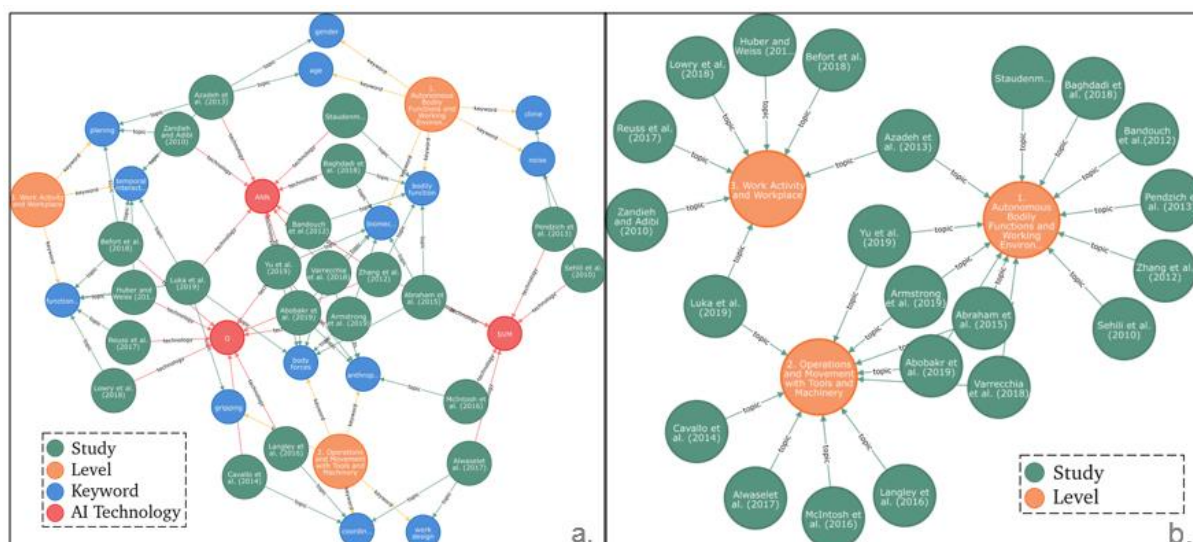 gender
age
Azadeh et
al. (2013)
1.
Autonomous
Bodily
Functions and
Working
Environ...
clime
noise
planing
Zandieh
and Adibi
(2010)
Staudenm...
Baghdadi et
al. (2018)
3. Work Activity
and Workplace
temporal
interact...
ANN
bodily
function
Bandouch
et al.(2012)
biomec...
Befort et al.
(2018)
Pendzich et
al. (2013)
Yu et al.
(2019)
Varrecchia
et al. (2018)
Zhang et al.
(2012)
Sehili et al.
(2010)
Luka et al.
(2019)
function...
Huber and
Weiss (201...
Abraham et
al. (2015)
Abobakr et
al. (2019)
Armstrong
et al. (2019)
SVM
Reuss et al.
(2017)
body
forces
anthrop...
Lowry et al.
(2018)
gripping
McIntosh et
al. (2016)
Langley et
al. (2016)
2. Operations
and Movement
with Tools and
Machinery
Cavallo et
al. (2014)
Alwaselet
al. (2017)
coordin...
work
design
keyword
topic
technology
Study
Level
Keyword
AI Technology
a.
Lowry et al.
(2018)
Huber and
Weiss (201...
Befort et al.
(2018)
Staudenm...
Baghdadi et
al. (2018)
Reuss et al.
(2017)
Azadeh et al.
(2013)
Bandouch
et al.(2012)
3. Work Activity
and Workplace
Pendzich et
al. (2013)
Zandieh
and Adibi
(2010)
1.
Autonomous
Bodily
Functions and
Working
Environ...
Yu et al.
(2019)
Zhang et al.
(2012)
Luka et al.
(2019)
Armstrong
et al. (2019)
Abraham et
al. (2015)
Sehili et al.
(2010)
2. Operations
and Movement
with Tools and
Machinery
Abobakr et
al. (2019)
Varrecchia
et al. (2018)
Cavallo et
al. (2014)
Alwaselet
al. (2017)
McIntosh et
al. (2016)
Langley et
al. (2016)
topic
Study
Level
b.